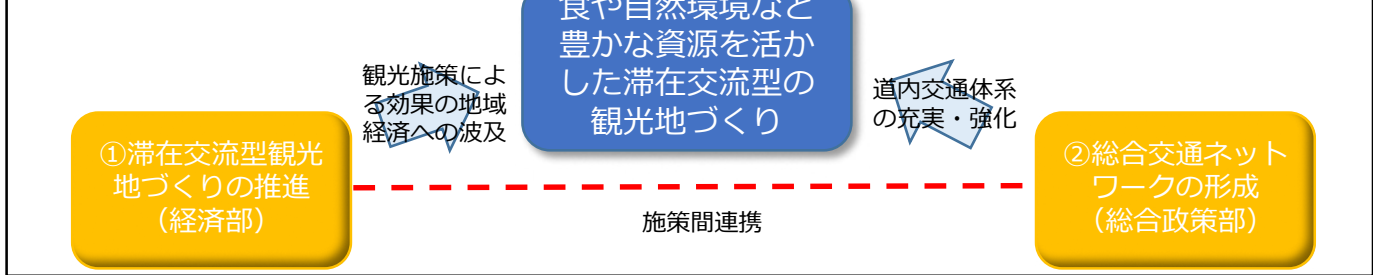 食や自然環境など
豊かな資源を活か
した滞在交流型の
観光地づくり
観光施策によ
る効果の地域
経済への波及
道内交通体系
の充実・強化
①滞在交流型観光
地づくりの推進
（経済部）
施策間連携
②総合交通ネット
ワークの形成
（総合政策部）